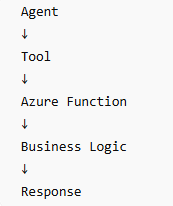 Agent
↓
Tool
↓
Azure Function
↓
Business Logic
↓
Response